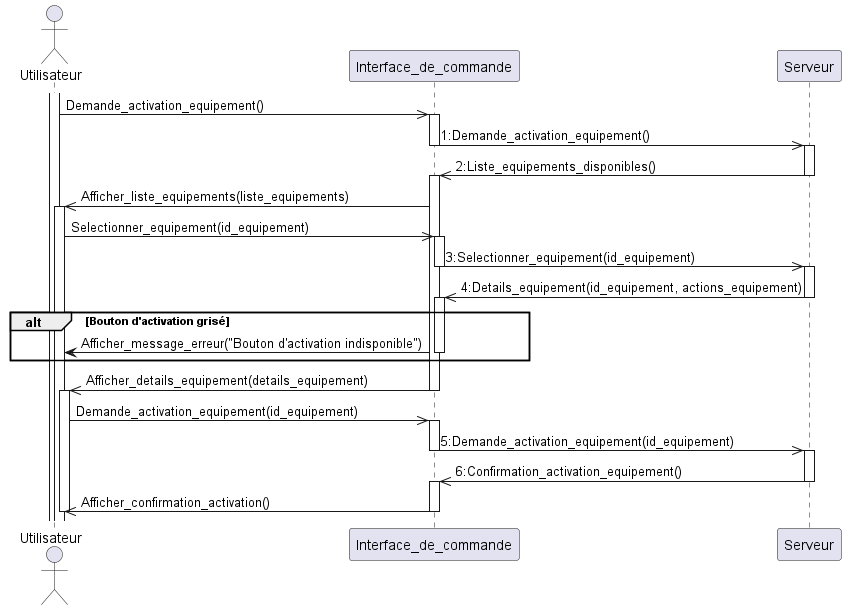 Utilisateur
Interface_de_commande
Serveur
Demande_activation_equipement()
1:Demande_activation_equipement()
2:Liste_equipements_disponibles()
Afficher_liste_equipements(liste_equipements)
Selectionner_equipement(id_equipement)
3:Selectionner_equipement(id_equipement)
4:Details_equipement(id_equipement, actions_equipement)
alt
[Bouton d'activation grisé]
Afficher_message_erreur("Bouton d'activation indisponible")
Afficher_details_equipement(details_equipement)
Demande_activation_equipement(id_equipement)
5:Demande_activation_equipement(id_equipement)
6:Confirmation_activation_equipement()
Afficher_confirmation_activation()
Utilisateur
Interface_de_commande
Serveur